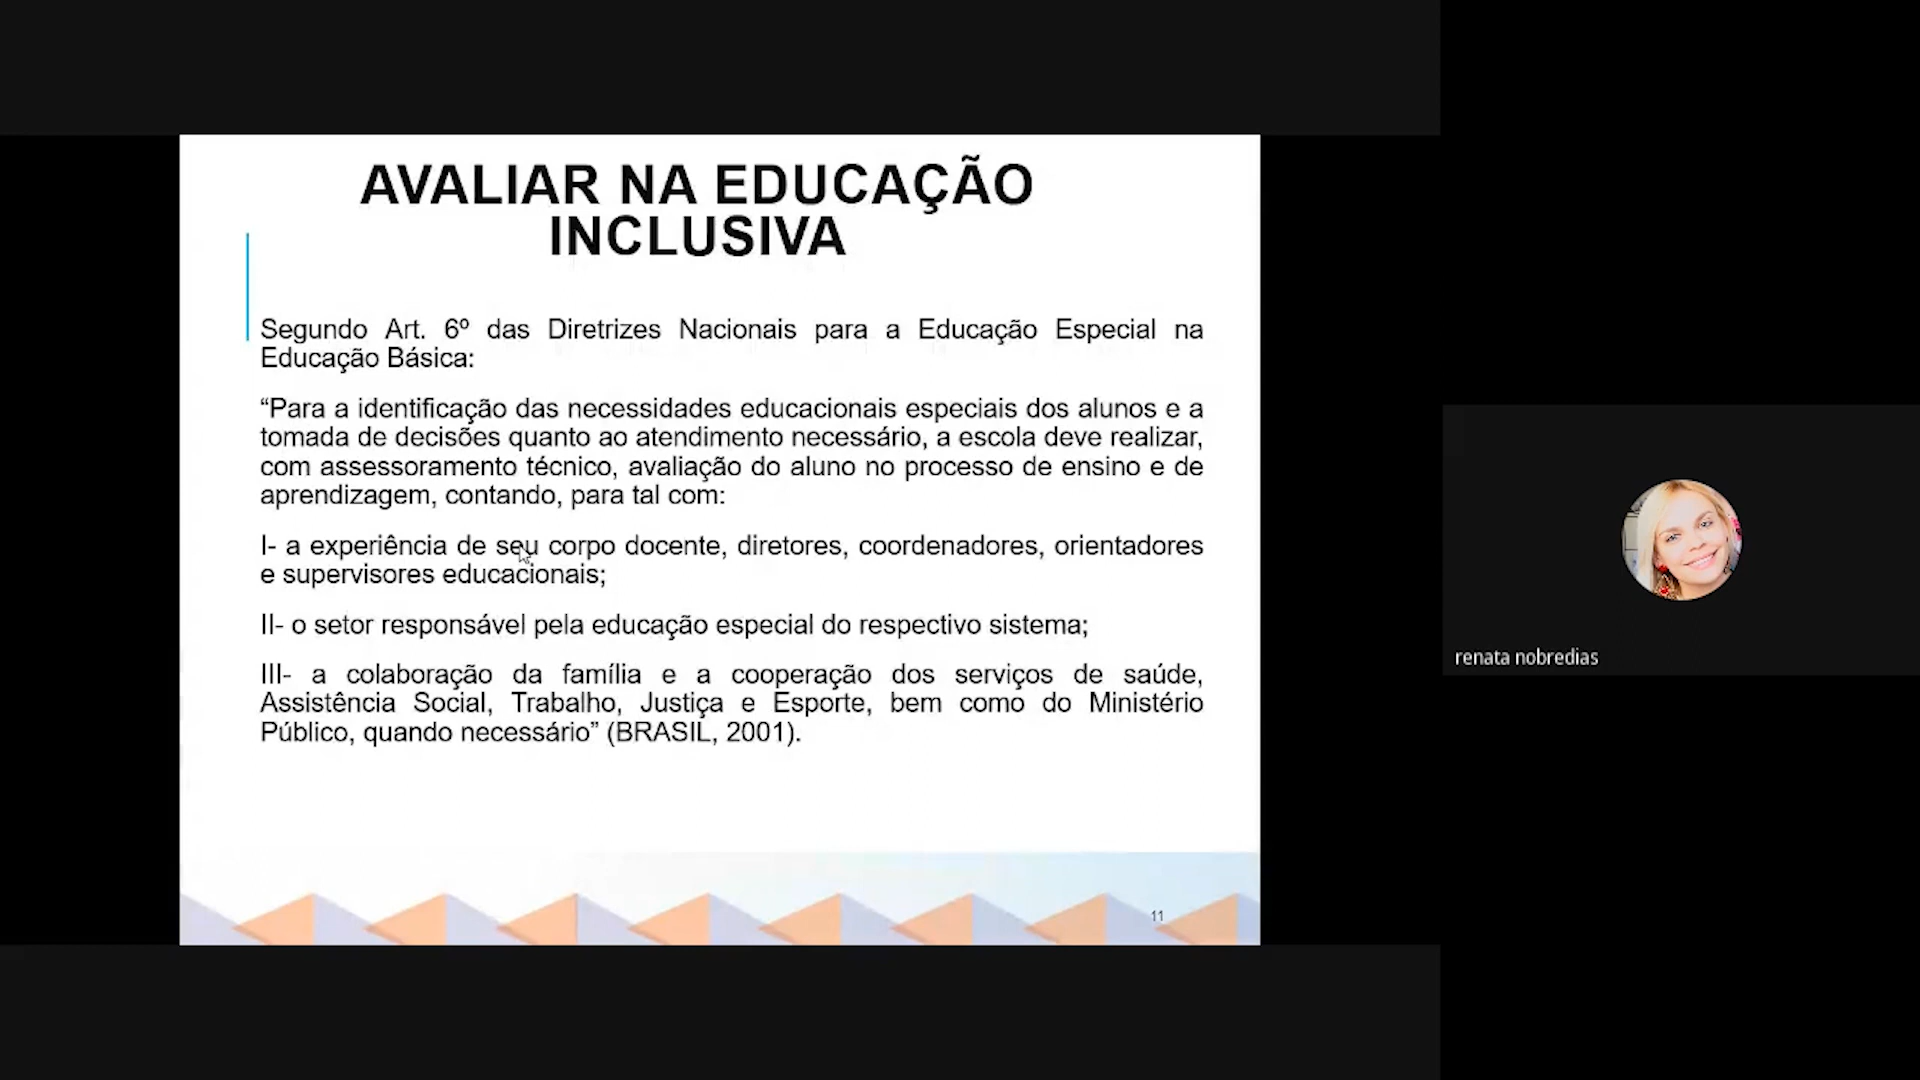 AVALIAR NA EDUCAÇÃO
INCLUSIVA
Segundo Art. 6º das Diretrizes Nacionais para a Educação Especial na
Educação Básica:
“Para a identificação das necessidades educacionais especiais dos alunos e a
tomada de decisões quanto ao atendimento necessário, a escola deve realizar,
com assessoramento técnico, avaliação do aluno no processo de ensino e de
aprendizagem, contando, para tal com:
I- a experiência de seu corpo docente, diretores, coordenadores, orientadores
e supervisores educacionais;
II- o setor responsável pela educação especial do respectivo sistema;
III- a colaboração da família e a cooperação dos serviços de saúde,
Assistência Social, Trabalho, Justiça e Esporte, bem como do Ministério
Público, quando necessário” (BRASIL, 2001).
11
renata nobredias